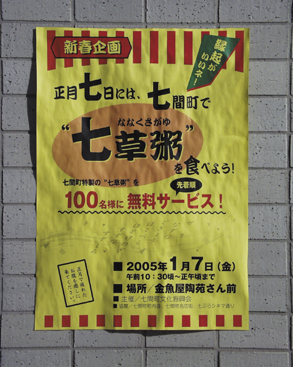 新春企画
縁起が
いいネ!
正月七日には、七間町で
ななくさがゆ
“七草粥”
を食べよう!
七間町特製の“七草粥”を
先着順
100名様に無料サービス!
■2005年1月7日(金)
午前10:30頃〜正午頃まで
■場所/金魚屋陶苑さん前
■主催/七間町文化振興会